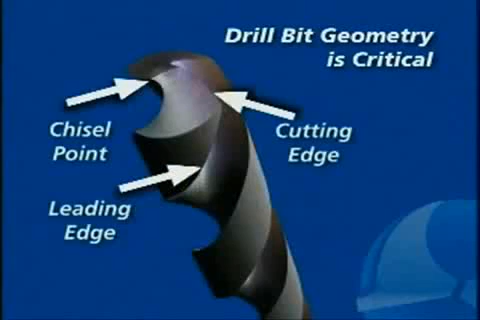 Drill Bit Geometry
is Critical
Chisel
Point
Cutting
Edge
Leading
Edge